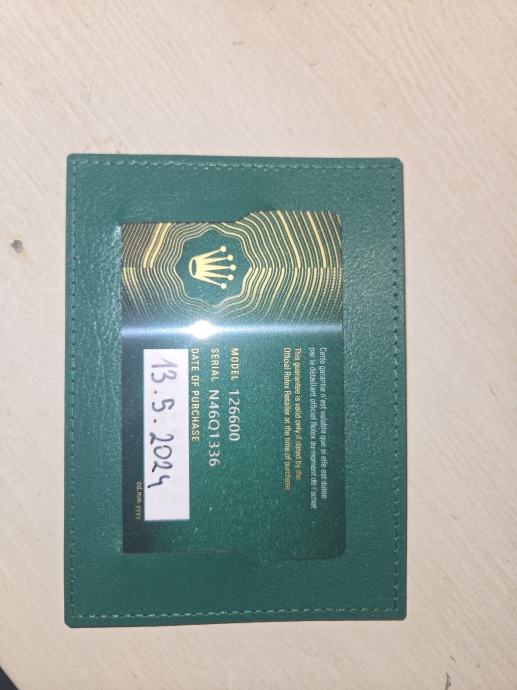 Cette garantie n'est valable que si elle est datée
par le détaillant officiel Rolex au moment de l'achat
This guarantee is valid only if dated by the
Official Rolex Retailer at the time of purchase
MODEL 126600
SERIAL N46Q1336
DATE OF PURCHASE
13.5.2024
dd.mm.yyyy